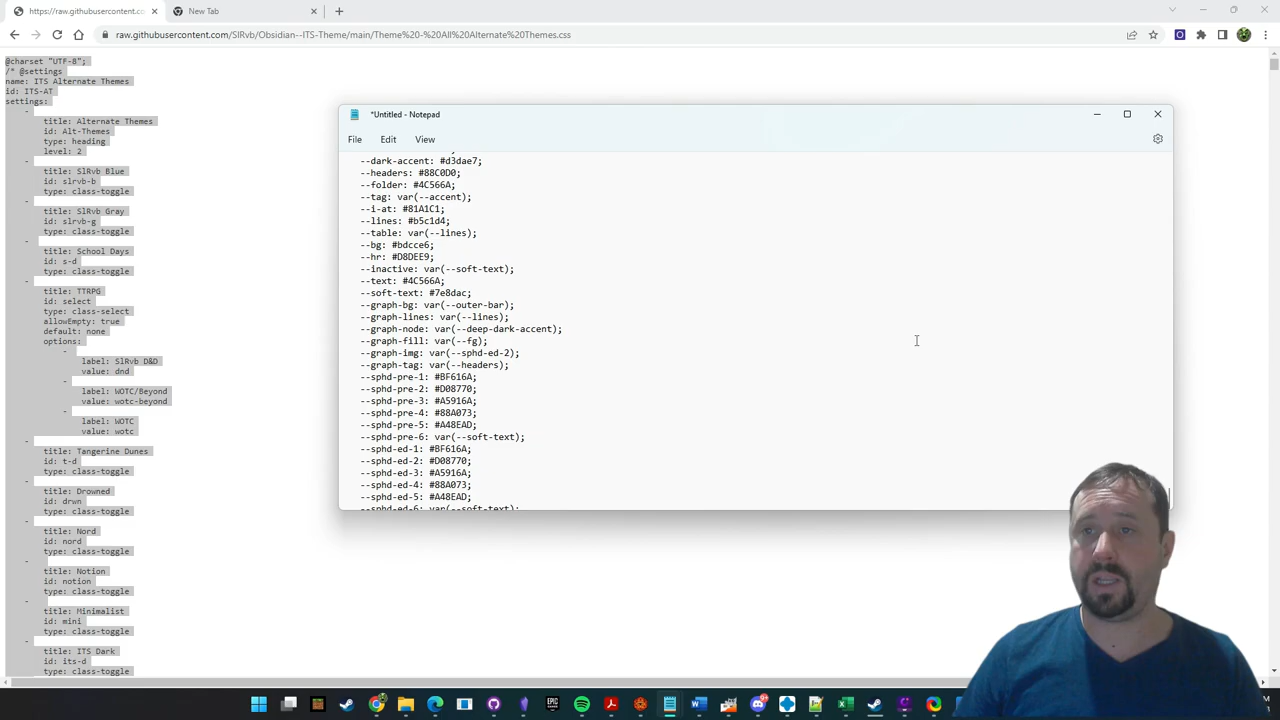 https://raw.githubusercontent.co
New Tab
raw.githubusercontent.com/SlRvb/Obsidian--ITS-Theme/main/Theme%20-%20All%20Alternate%20Themes.css
@charset "UTF-8";
/* @settings
name: ITS Alternate Themes
id: ITS-AT
settings:
-
title: Alternate Themes
id: Alt-Themes
type: heading
level: 2
-
title: SlRvb Blue
id: slrvb-b
type: class-toggle
-
title: SlRvb Gray
id: slrvb-g
type: class-toggle
-
title: School Days
id: s-d
type: class-toggle
-
title: TTRPG
id: select
type: class-select
allowEmpty: true
default: none
options:
-
label: SlRvb D&D
value: dnd
-
label: WOTC/Beyond
value: wotc-beyond
-
label: WOTC
value: wotc
-
title: Tangerine Dunes
id: t-d
type: class-toggle
-
title: Drowned
id: drwn
type: class-toggle
-
title: Nord
id: nord
type: class-toggle
-
title: Notion
id: notion
type: class-toggle
-
title: Minimalist
id: mini
type: class-toggle
-
title: ITS Dark
id: its-d
type: class-toggle
*Untitled - Notepad
File Edit View
--dark-accent: #d3dae7;
--headers: #88C0D0;
--folder: #4C566A;
--tag: var(--accent);
--i-at: #81A1C1;
--lines: #b5c1d4;
--table: var(--lines);
--bg: #bdcce6;
--hr: #D8DEE9;
--inactive: var(--soft-text);
--text: #4C566A;
--soft-text: #7e8dac;
--graph-bg: var(--outer-bar);
--graph-lines: var(--lines);
--graph-node: var(--deep-dark-accent);
--graph-fill: var(--fg);
--graph-img: var(--sphd-ed-2);
--graph-tag: var(--headers);
--sphd-pre-1: #BF616A;
--sphd-pre-2: #D08770;
--sphd-pre-3: #A5916A;
--sphd-pre-4: #88A073;
--sphd-pre-5: #A48EAD;
--sphd-pre-6: var(--soft-text);
--sphd-ed-1: #BF616A;
--sphd-ed-2: #D08770;
--sphd-ed-3: #A5916A;
--sphd-ed-4: #88A073;
--sphd-ed-5: #A48EAD;
--sphd-ed-6: var(--soft-text);
EPIC
GAMES